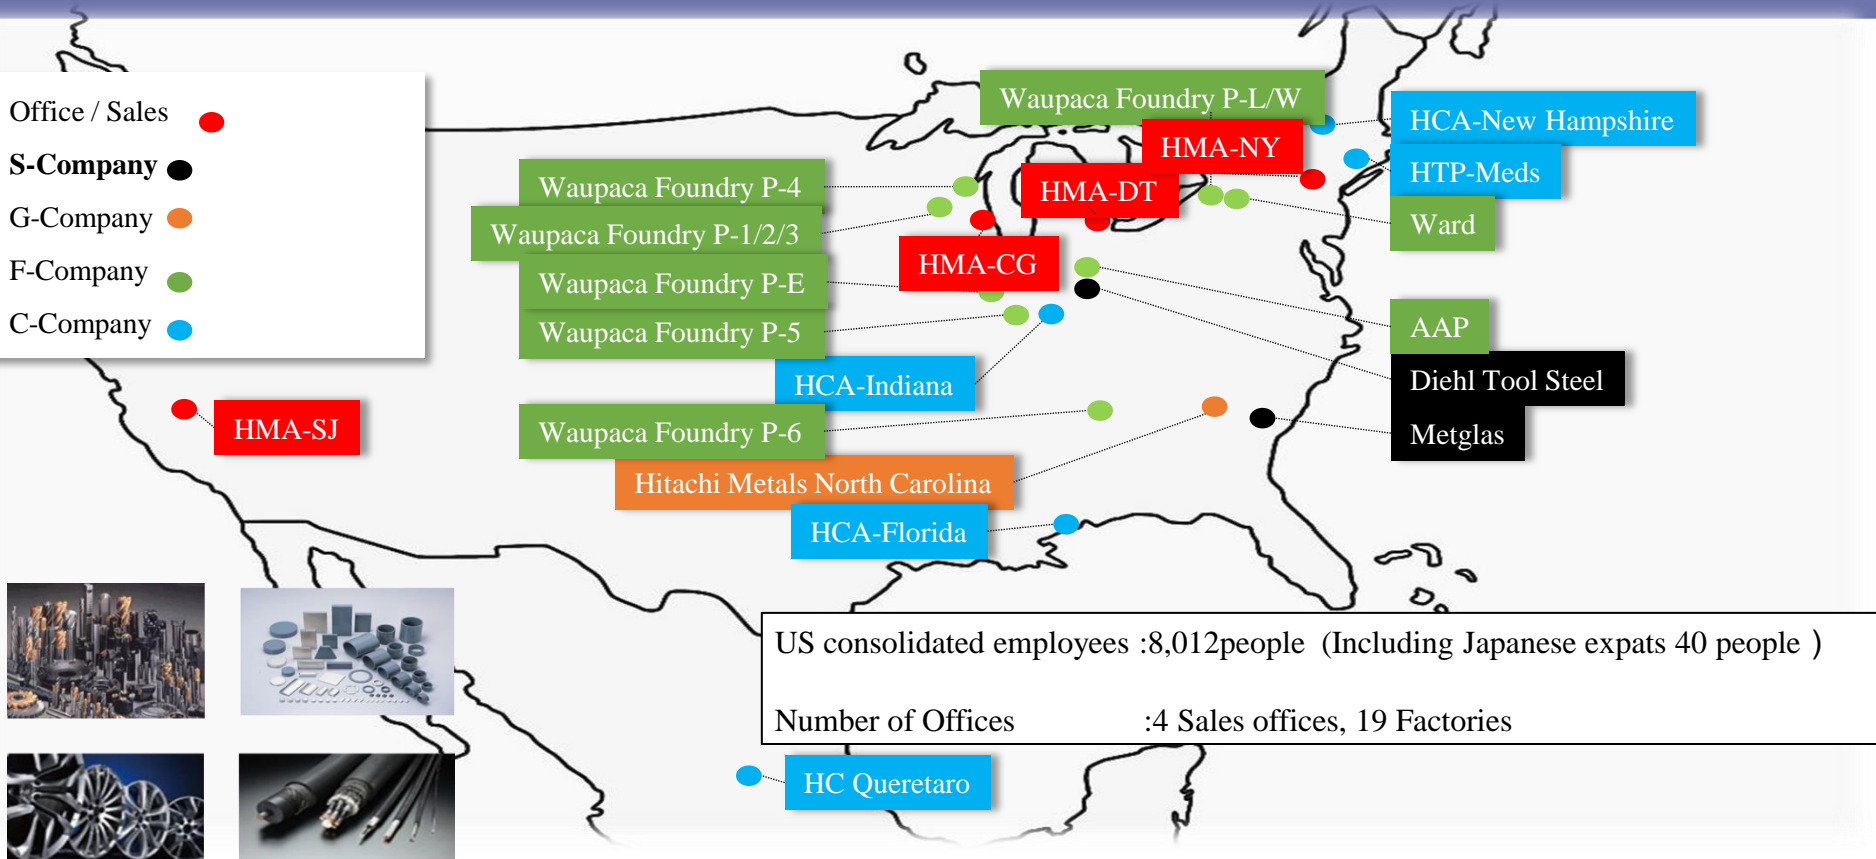 Office / Sales
S-Company
G-Company
F-Company
C-Company
Waupaca Foundry P-L/W
HCA-New Hampshire
HMA-NY
HTP-Meds
Waupaca Foundry P-4
HMA-DT
Ward
Waupaca Foundry P-1/2/3
HMA-CG
Waupaca Foundry P-E
AAP
Waupaca Foundry P-5
HCA-Indiana
Diehl Tool Steel
HMA-SJ
Waupaca Foundry P-6
Metglas
Hitachi Metals North Carolina
HCA-Florida
US consolidated employees :8,012people (Including Japanese expats 40 people )
Number of Offices :4 Sales offices, 19 Factories
HC Queretaro